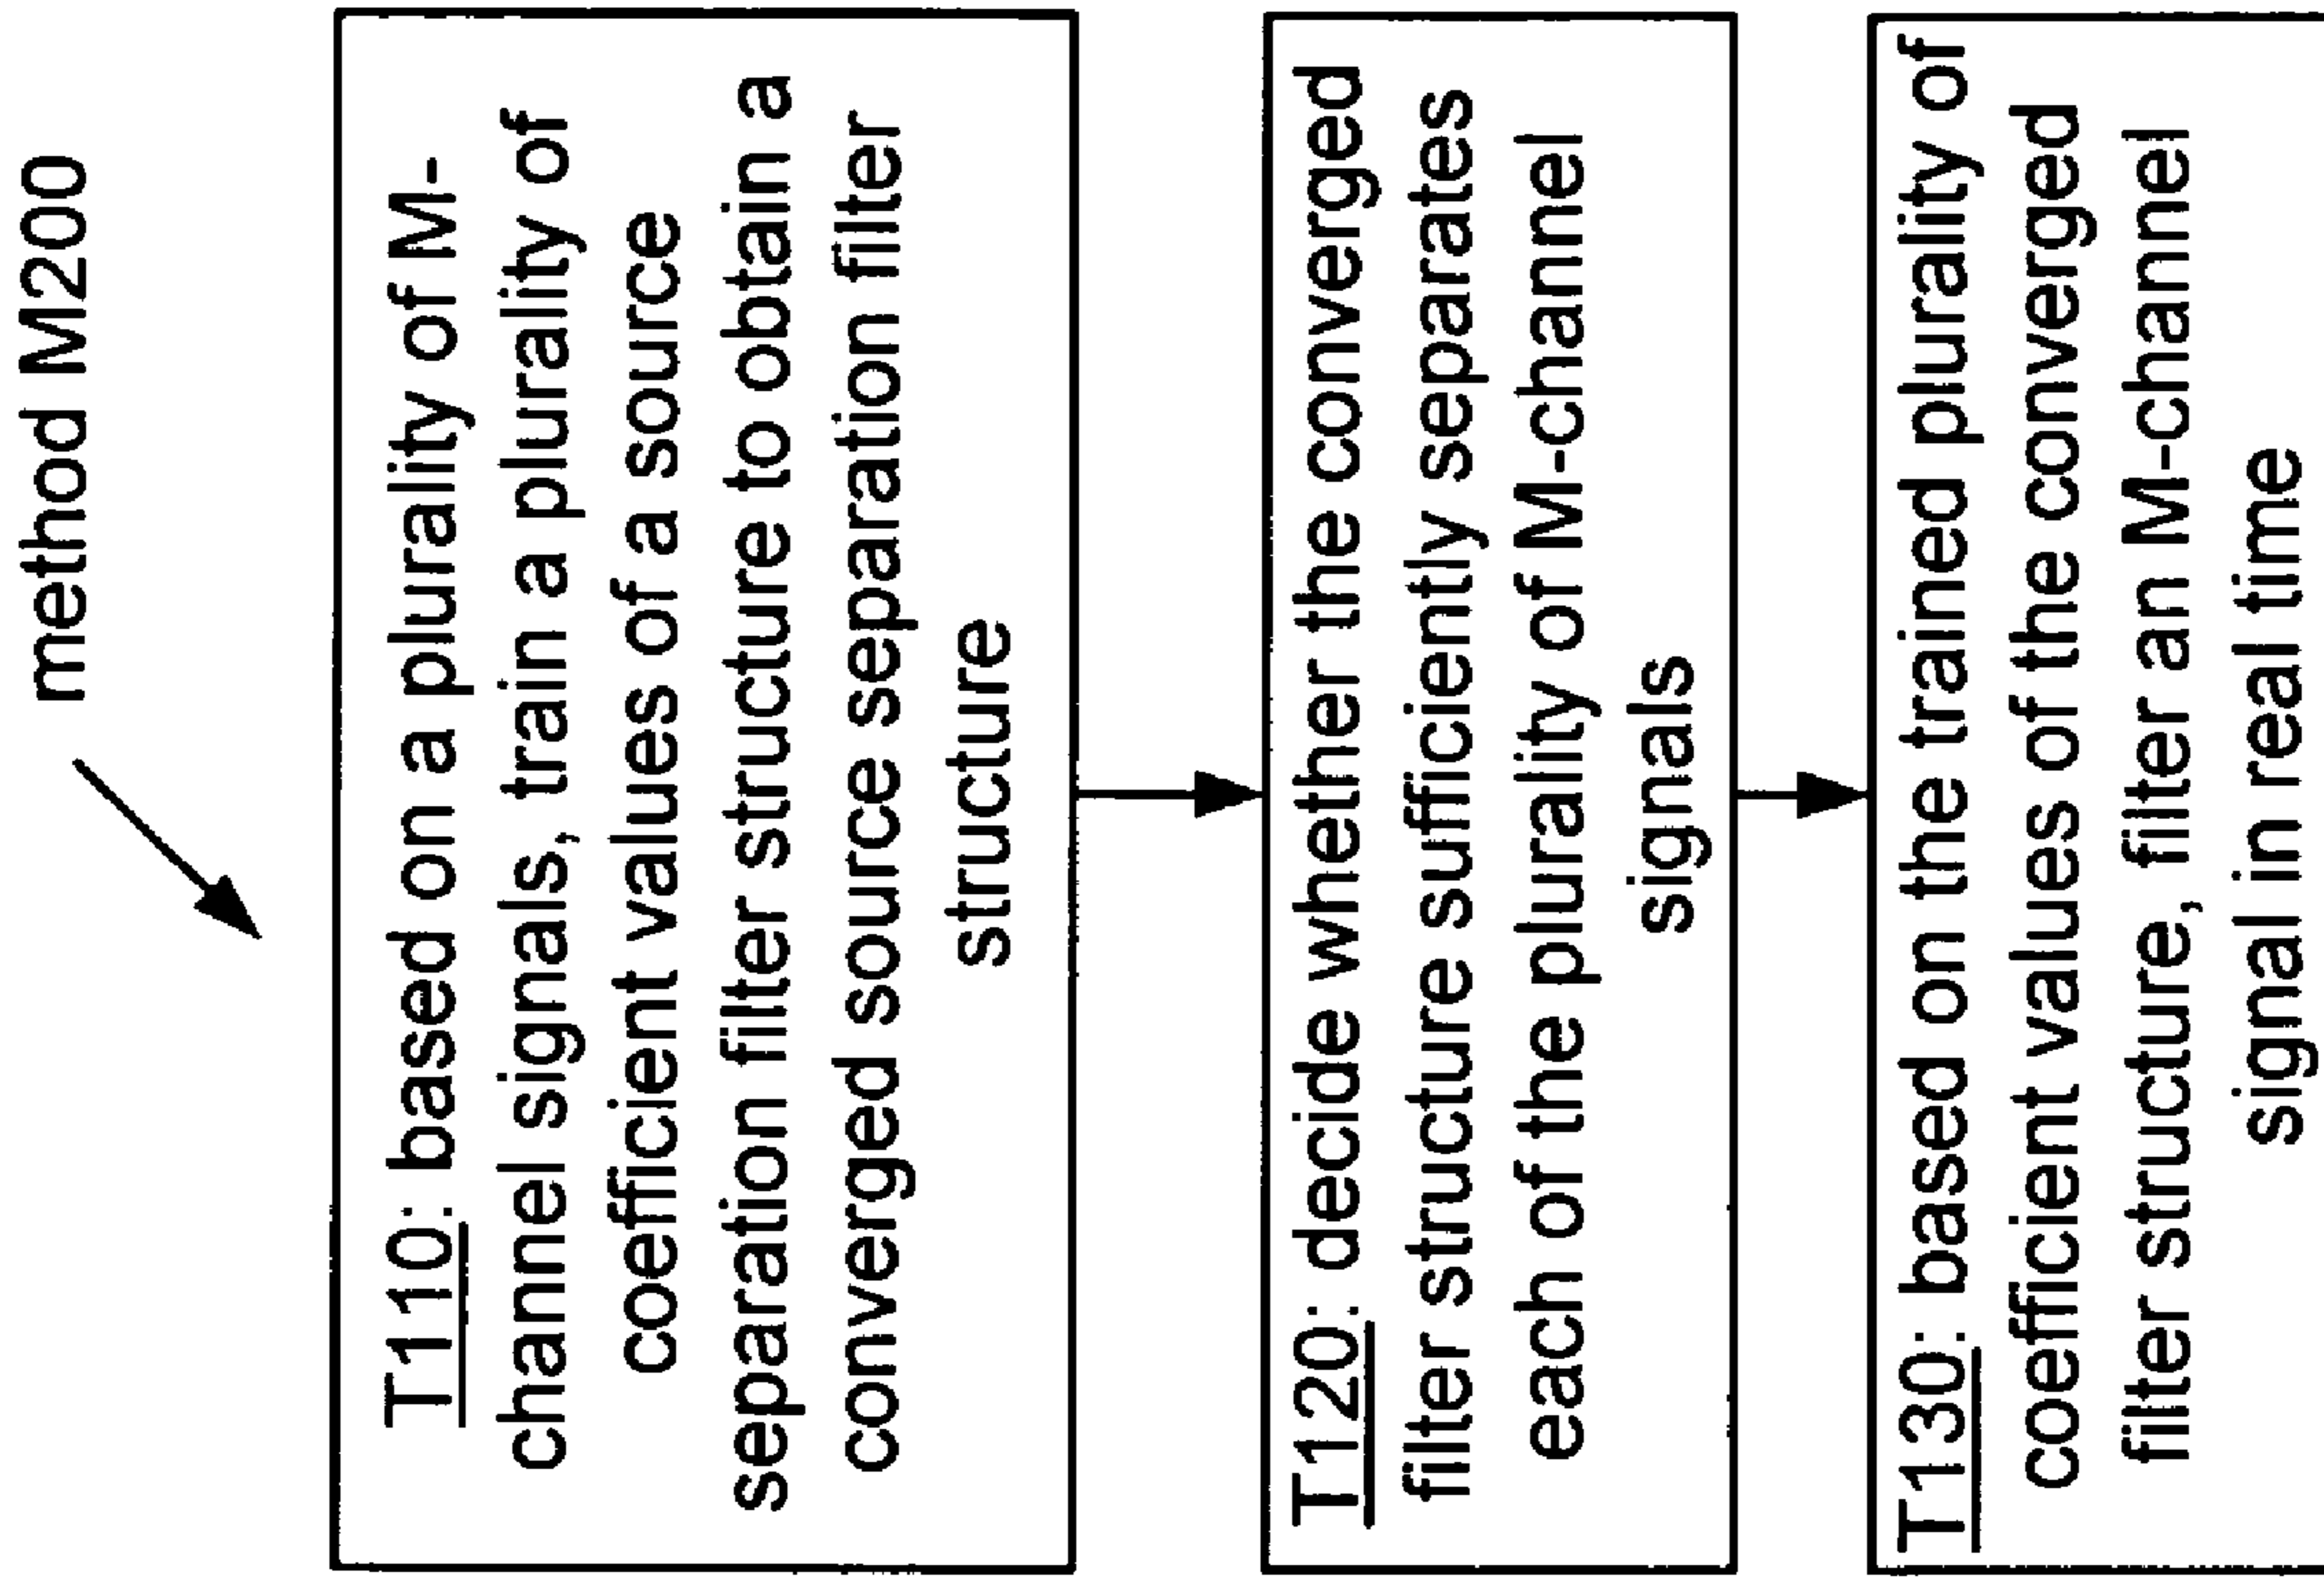 method M200
T110: based on a plurality of M-
channel signals, train a plurality of
coefficient values of a source
separation filter structure to obtain a
converged source separation filter
structure
T120: decide whether the converged
filter structure sufficiently separates
each of the plurality of M-channel
signals
T130: based on the trained plurality of
coefficient values of the converged
filter structure, filter an M-channel
signal in real time